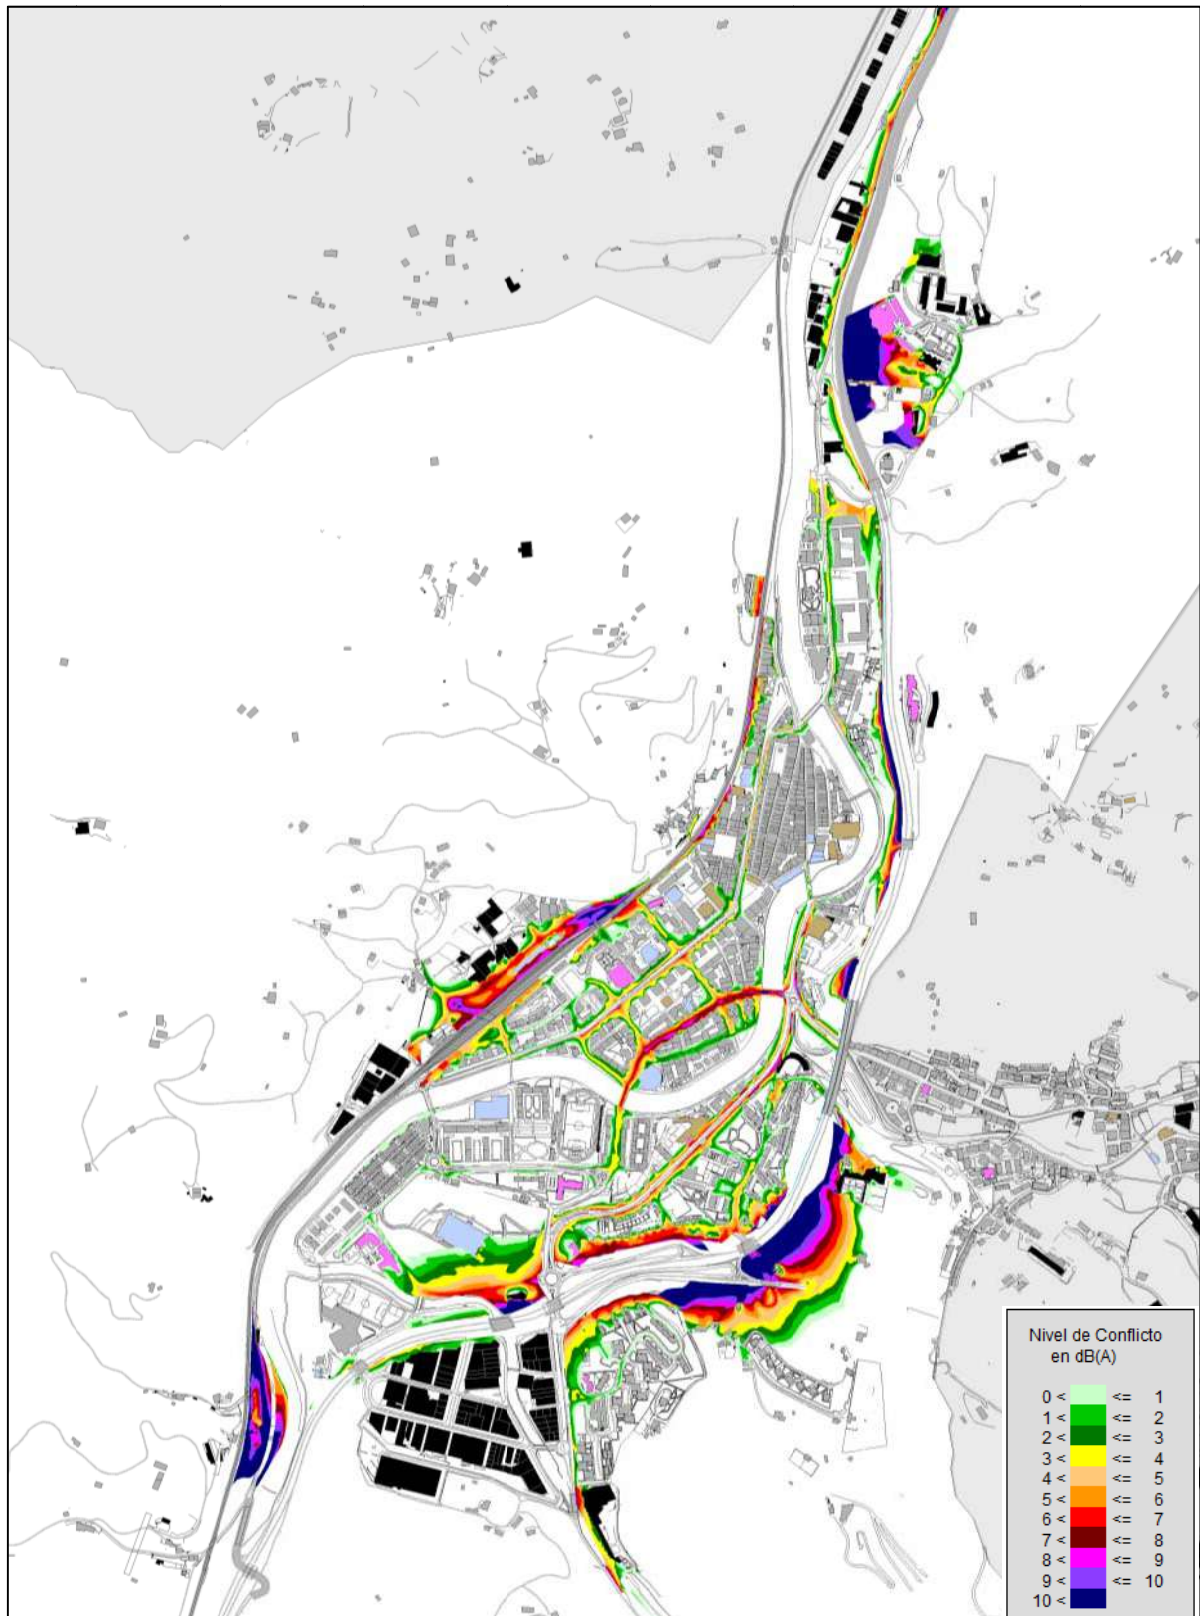 Nivel de Conflicto
en dB(A)
0 < <= 1
1 < <= 2
2 < <= 3
3 < <= 4
4 < <= 5
5 < <= 6
6 < <= 7
7 < <= 8
8 < <= 9
9 < <= 10
10 <